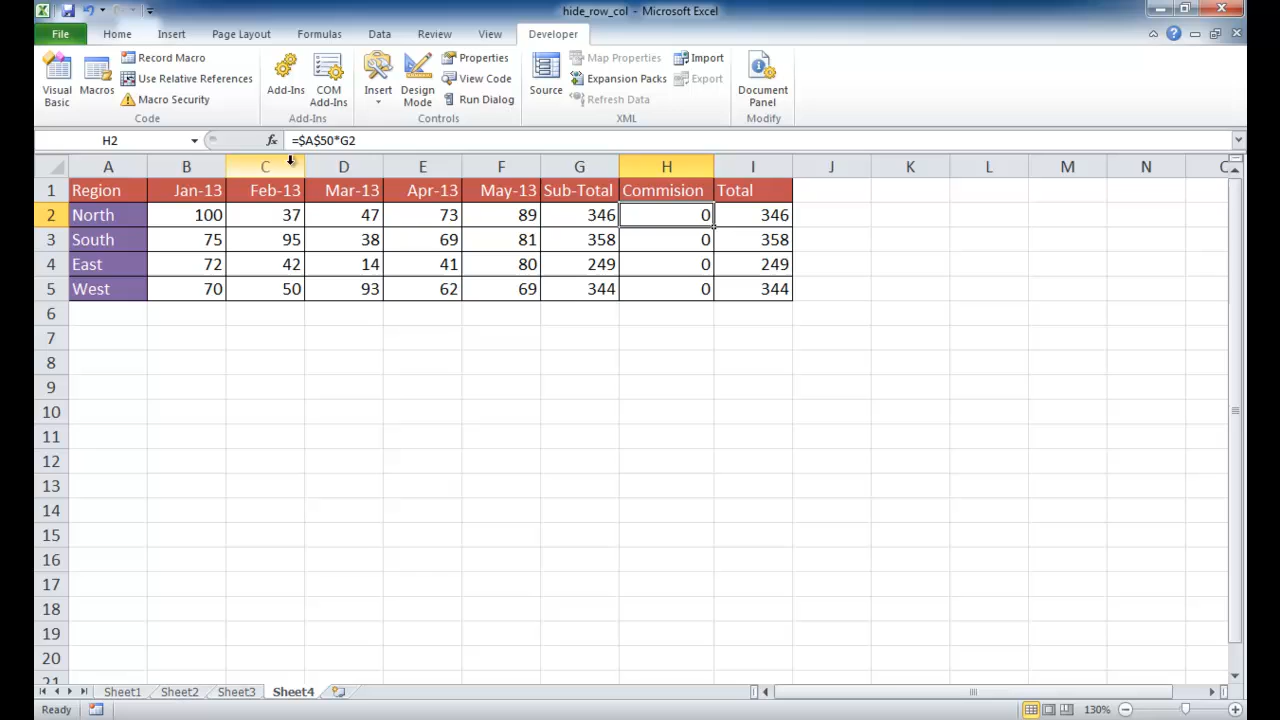 hide_row_col - Microsoft Excel
File Home Insert Page Layout Formulas Data Review View Developer
Visual Basic
Macros
Record Macro
Use Relative References
Macro Security
Code
Add-Ins
COM Add-Ins
Add-Ins
Insert
Design Mode
Properties
View Code
Run Dialog
Controls
Source
Map Properties
Expansion Packs
Refresh Data
Import
Export
XML
Document Panel
Modify
H2 fx =$A$50*G2
A B C D E F G H I J K L M N
1 Region Jan-13 Feb-13 Mar-13 Apr-13 May-13 Sub-Total Commision Total
2 North 100 37 47 73 89 346 0 346
3 South 75 95 38 69 81 358 0 358
4 East 72 42 14 41 80 249 0 249
5 West 70 50 93 62 69 344 0 344
6
7
8
9
10
11
12
13
14
15
16
17
18
19
20
21
Sheet1 Sheet2 Sheet3 Sheet4
Ready 130%